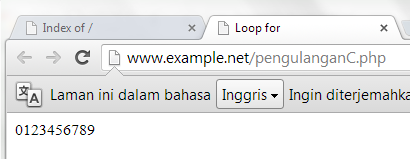 Index of / Loop for
www.example.net/pengulanganC.php
Laman ini dalam bahasa Inggris Ingin diterjemahka
0123456789